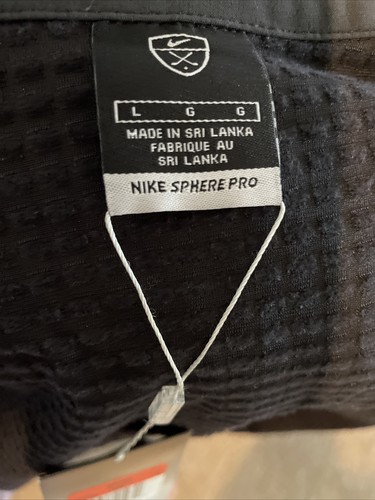 L G G
MADE IN SRI LANKA
FABRIQUE AU
SRI LANKA
NIKE SPHERE PRO